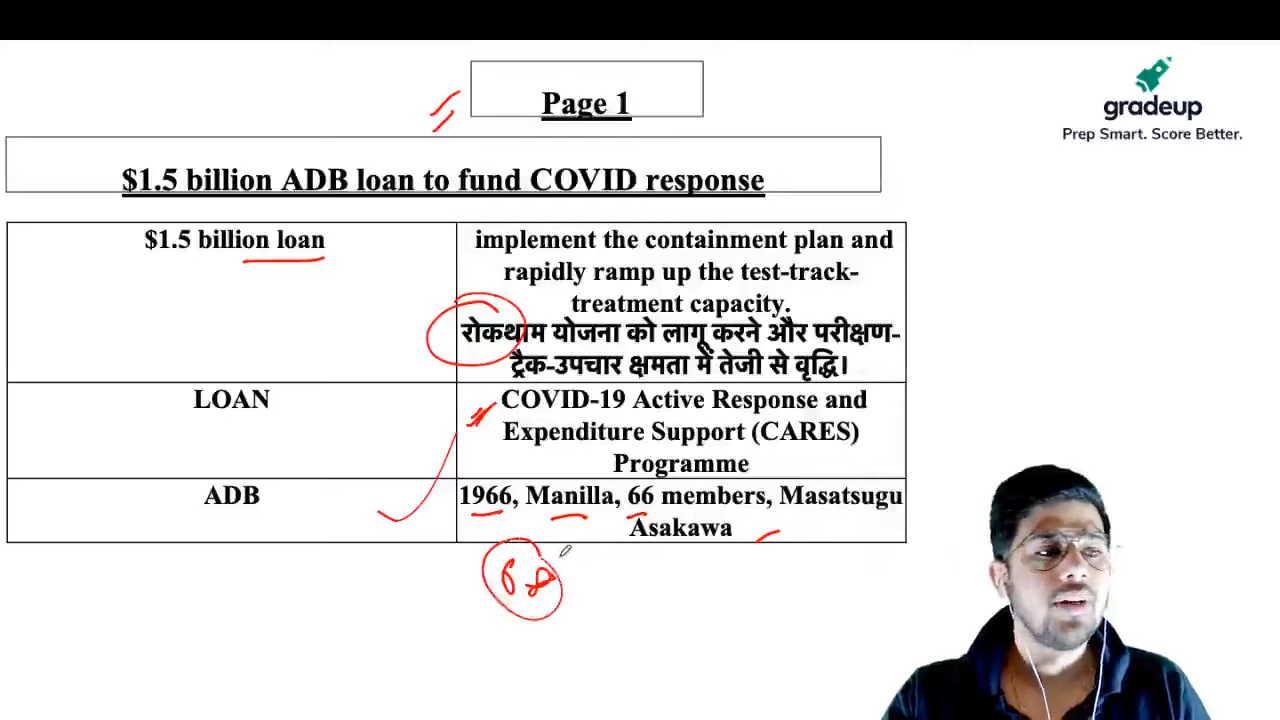 Page 1
gradeup
Prep Smart. Score Better.
$1.5 billion ADB loan to fund COVID response
$1.5 billion loan
implement the containment plan and
rapidly ramp up the test-track-
treatment capacity.
रोकथाम योजना को लागू करने और परीक्षण-
ट्रैक-उपचार क्षमता में तेजी से वृद्धि।
LOAN
COVID-19 Active Response and
Expenditure Support (CARES)
Programme
ADB
1966, Manilla, 66 members, Masatsugu
Asakawa
68